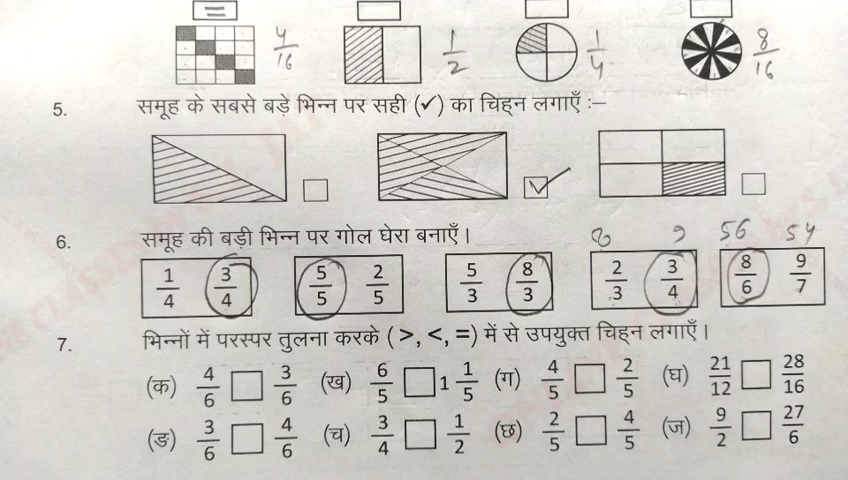 =
4/16 1/2 1/4 8/16
5. समूह के सबसे बड़े भिन्न पर सही (✓) का चिह्न लगाएँ :–
✓
6. समूह की बड़ी भिन्न पर गोल घेरा बनाएँ।
8 9 56 54
1/4 3/4 5/5 2/5 5/3 8/3 2/3 3/4 8/6 9/7
7. भिन्नों में परस्पर तुलना करके (>, <, =) में से उपयुक्त चिह्न लगाएँ।
(क) 4/6 □ 3/6 (ख) 6/5 □ 1 1/5 (ग) 4/5 □ 2/5 (घ) 21/12 □ 28/16
(ङ) 3/6 □ 4/6 (च) 3/4 □ 1/2 (छ) 2/5 □ 4/5 (ज) 9/2 □ 27/6